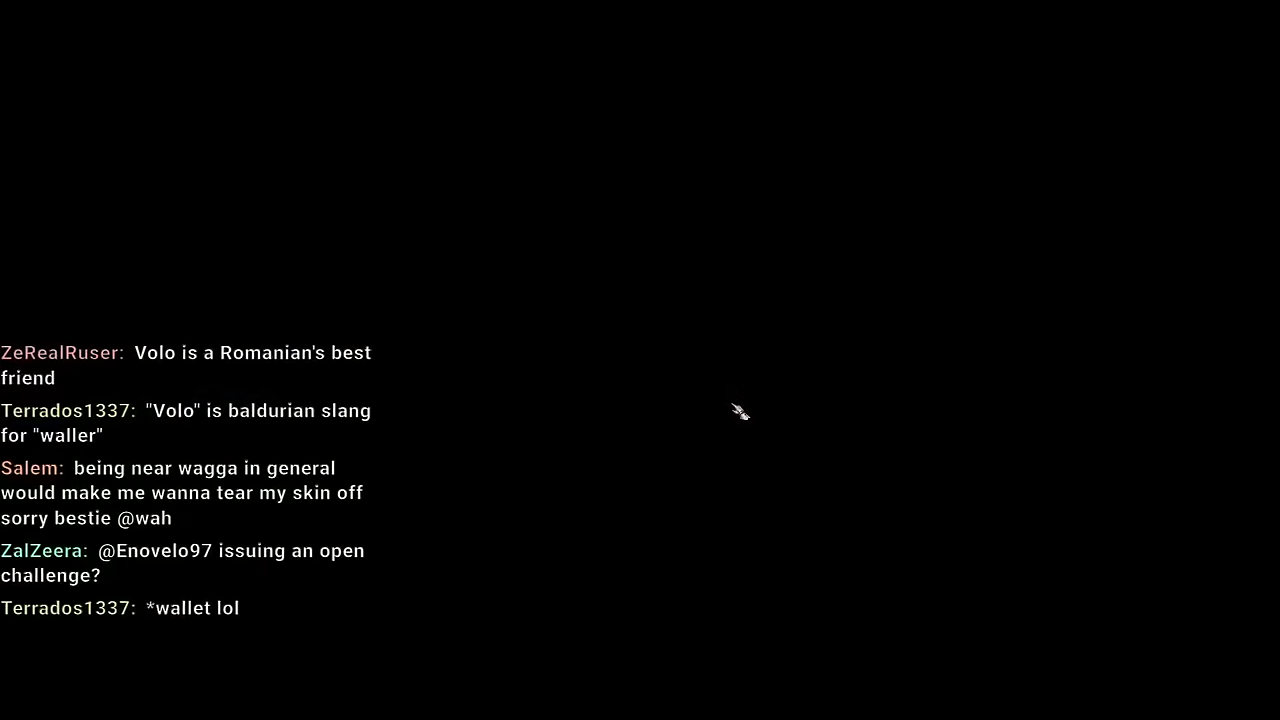 ZeRealRuser: Volo is a Romanian's best
friend
Terrados1337: "Volo" is baldurian slang
for "waller"
Salem: being near wagga in general
would make me wanna tear my skin off
sorry bestie @wah
ZalZeera: @Enovelo97 issuing an open
challenge?
Terrados1337: *wallet lol